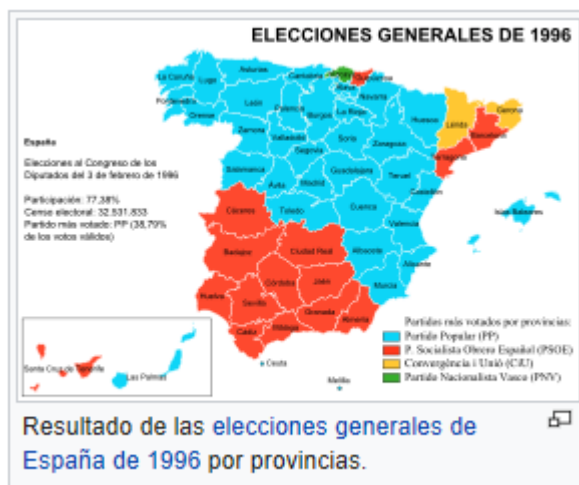 ELECCIONES GENERALES DE 1996
España
Elecciones al Congreso de los
Diputados del 3 de febrero de 1996
Participación: 77,38%
Censo electoral: 32.531.833
Partido más votado: PP (38,79%
de los votos válidos)
La Coruña
Lugo
Asturias
Cantabria
Vizcaya
Guipúzcoa
Álava
Navarra
Pontevedra
Orense
León
Palencia
Burgos
La Rioja
Huesca
Lérida
Gerona
Barcelona
Zamora
Valladolid
Soria
Zaragoza
Tarragona
Segovia
Salamanca
Ávila
Madrid
Guadalajara
Teruel
Castellón
Cáceres
Toledo
Cuenca
Valencia
Islas Baleares
Badajoz
Ciudad Real
Albacete
Alicante
Huelva
Sevilla
Córdoba
Jaén
Murcia
Cádiz
Málaga
Granada
Almería
Santa Cruz de Tenerife
Las Palmas
Ceuta
Melilla
Partidos más votados por provincias:
Partido Popular (PP)
P. Socialista Obrero Español (PSOE)
Convergència i Unió (CiU)
Partido Nacionalista Vasco (PNV)
Resultado de las elecciones generales de
España de 1996 por provincias.